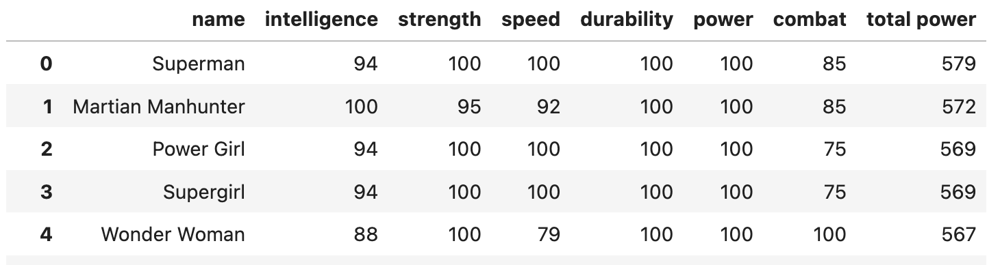 name intelligence strength speed durability power combat total power
0 Superman 94 100 100 100 100 85 579
1 Martian Manhunter 100 95 92 100 100 85 572
2 Power Girl 94 100 100 100 100 75 569
3 Supergirl 94 100 100 100 100 75 569
4 Wonder Woman 88 100 79 100 100 100 567